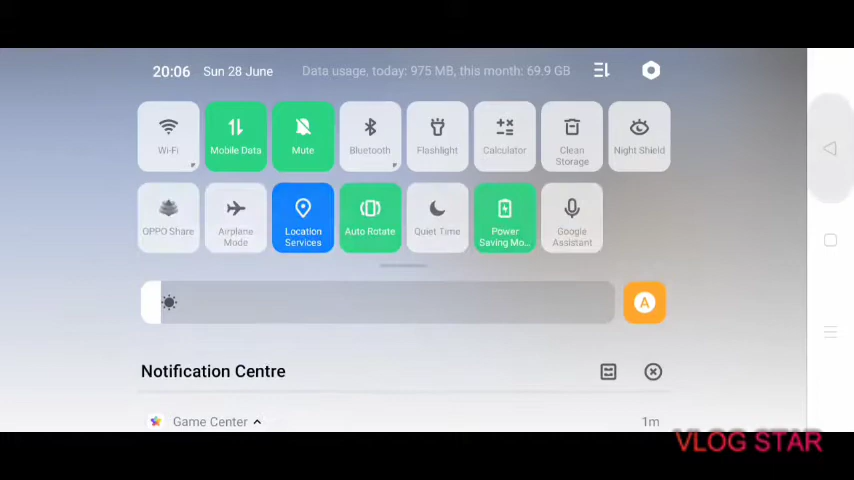 20:06 Sun 28 June Data usage, today: 975 MB, this month: 69.9 GB
Wi-Fi Mobile Data Mute Bluetooth Flashlight Calculator Clean Storage Night Shield
OPPO Share Airplane Mode Location Services Auto Rotate Quiet Time Power Saving Mo... Google Assistant
A
Notification Centre
Game Center 1m
VLOG STAR